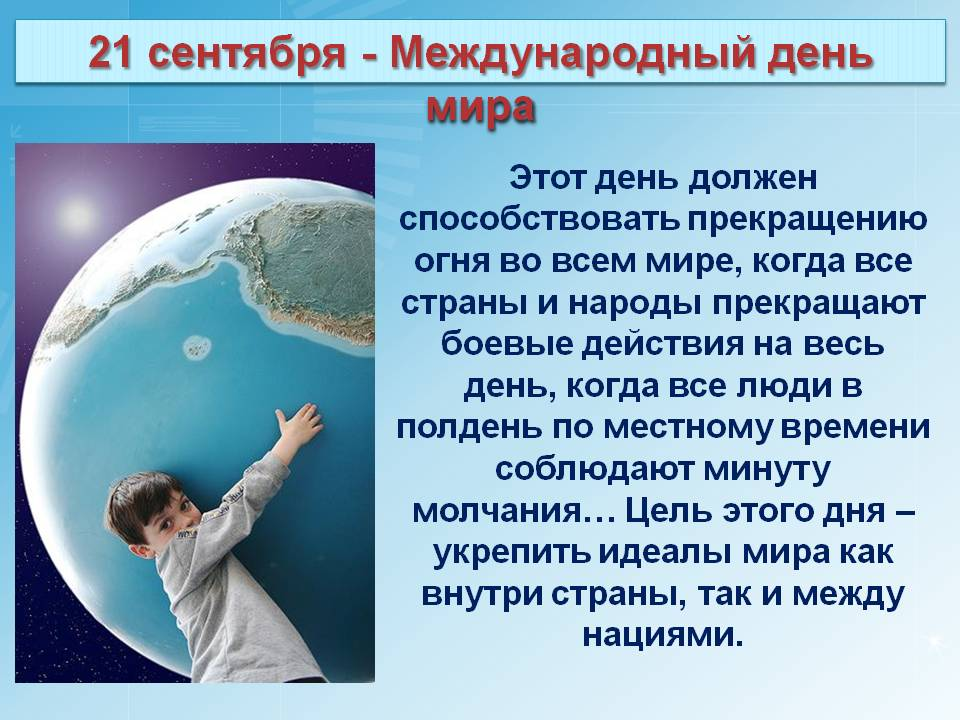 21 сентября - Международный день
мира
Этот день должен
способствовать прекращению
огня во всем мире, когда все
страны и народы прекращают
боевые действия на весь
день, когда все люди в
полдень по местному времени
соблюдают минуту
молчания… Цель этого дня –
укрепить идеалы мира как
внутри страны, так и между
нациями.